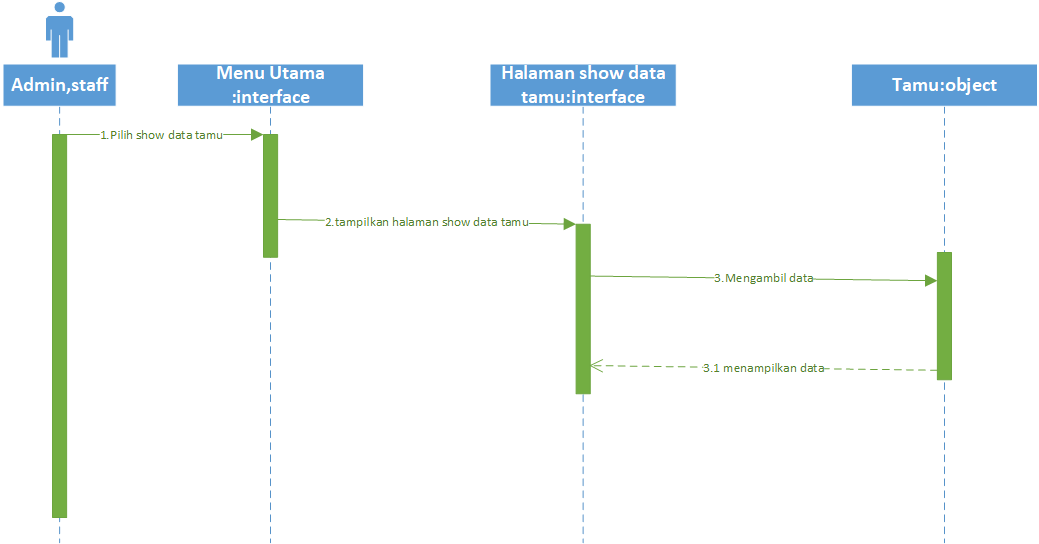 Admin,staff
Menu Utama
:interface
Halaman show data
tamu:interface
Tamu:object
1.Pilih show data tamu
2.tampilkan halaman show data tamu
3.Mengambil data
3.1 menampilkan data